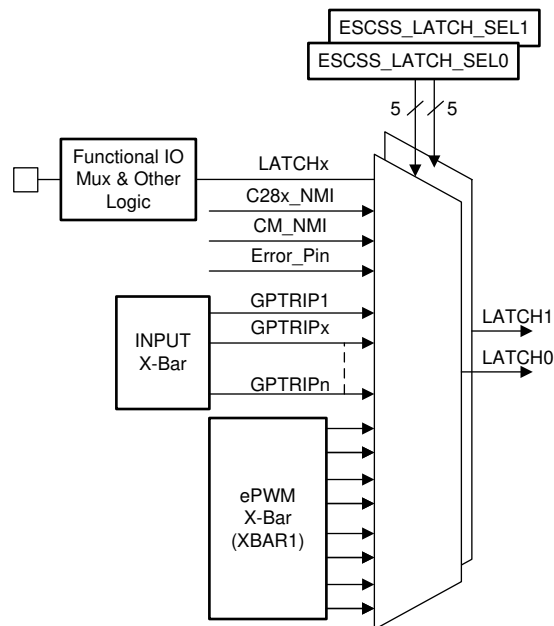 ESCSS_LATCH_SEL1
ESCSS_LATCH_SEL0
5
5
Functional IO
Mux & Other
Logic
LATCHx
C28x_NMI
CM_NMI
Error_Pin
INPUT
X-Bar
GPTRIP1
GPTRIPx
GPTRIPn
LATCH1
LATCH0
ePWM
X-Bar
(XBAR1)